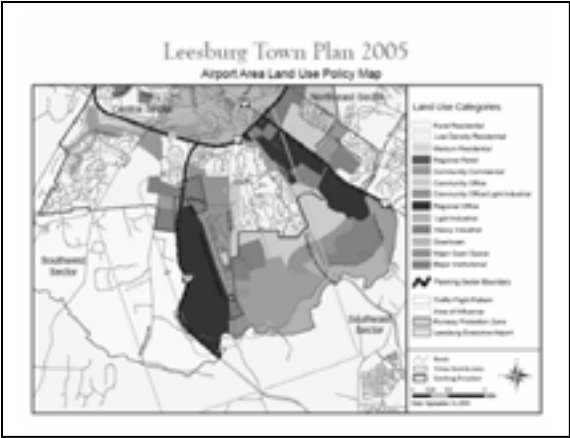 Leesburg Town Plan 2005
Airport Area Land Use Policy Map
Central Sector
Northeast Sector
Southwest
Sector
Southeast
Sector
Land Use Categories
Rural Residential
Low Density Residential
Medium Residential
Regional Retail
Community Commercial
Community Office
Community Office/Light Industrial
Regional Office
Light Industrial
Heavy Industrial
Downtown
Major Open Space
Major Institutional
Planning Sector Boundary
Traffic Flight Pattern
Area of Influence
Runway Protection Zone
Leesburg Executive Airport